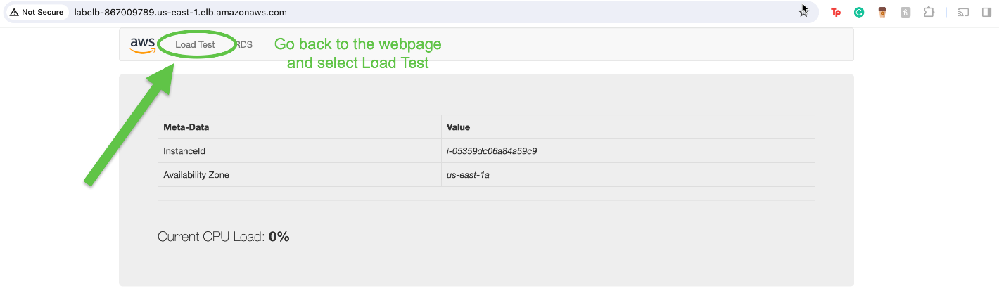 Not Secure labelb-867009789.us-east-1.elb.amazonaws.com
aws Load Test RDS
Go back to the webpage
and select Load Test
Meta-Data Value
InstanceId i-05359dc06a84a59c9
Availability Zone us-east-1a
Current CPU Load: 0%